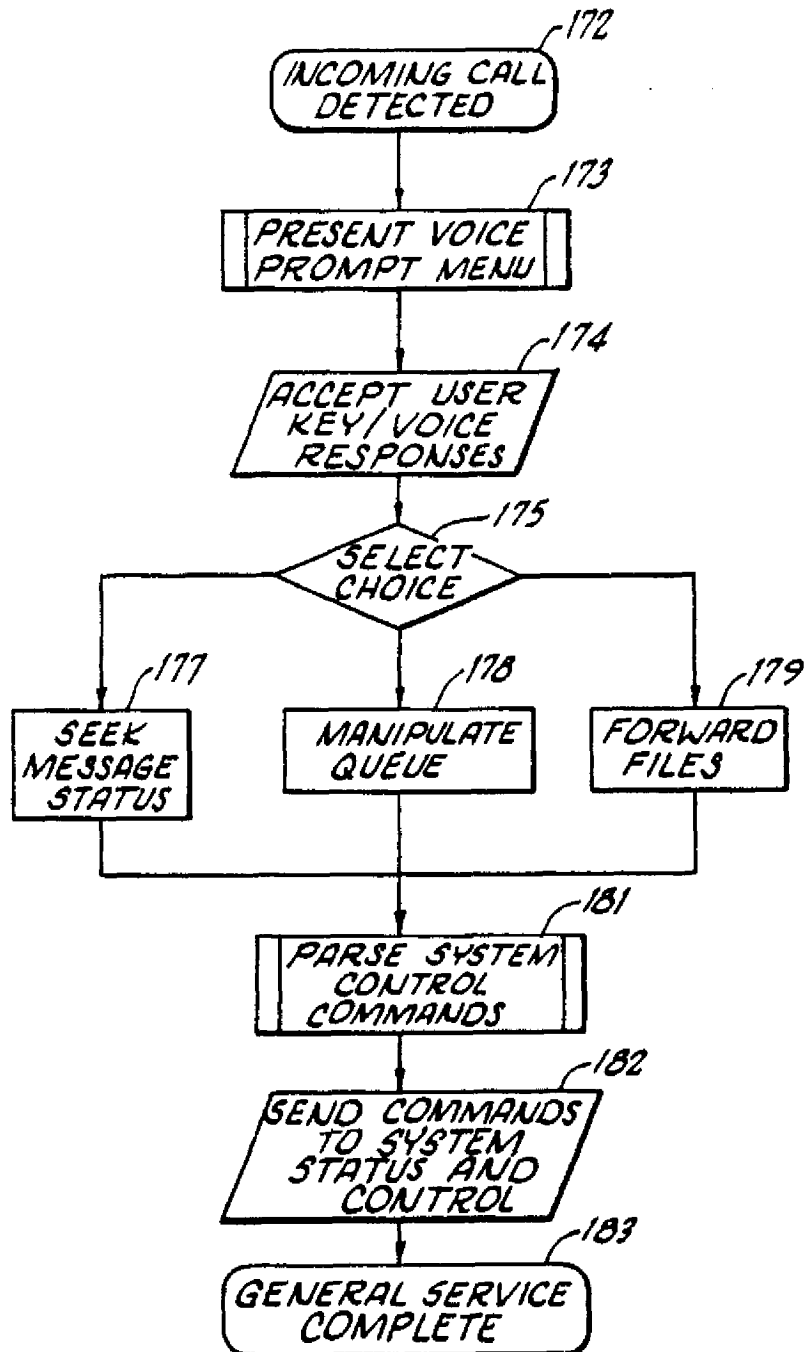 172
INCOMING CALL
DETECTED
173
PRESENT VOICE
PROMPT MENU
174
ACCEPT USER
KEY/VOICE
RESPONSES
175
SELECT
CHOICE
177
SEEK
MESSAGE
STATUS
178
MANIPULATE
QUEUE
179
FORWARD
FILES
181
PARSE SYSTEM
CONTROL
COMMANDS
182
SEND COMMANDS
TO SYSTEM
STATUS AND
CONTROL
183
GENERAL SERVICE
COMPLETE